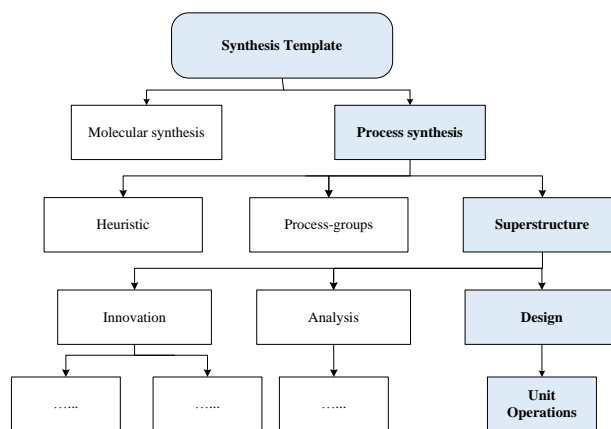 Synthesis Template
Molecular synthesis
Process synthesis
Heuristic
Process-groups
Superstructure
Innovation
Analysis
Design
…...
…...
…...
Unit
Operations